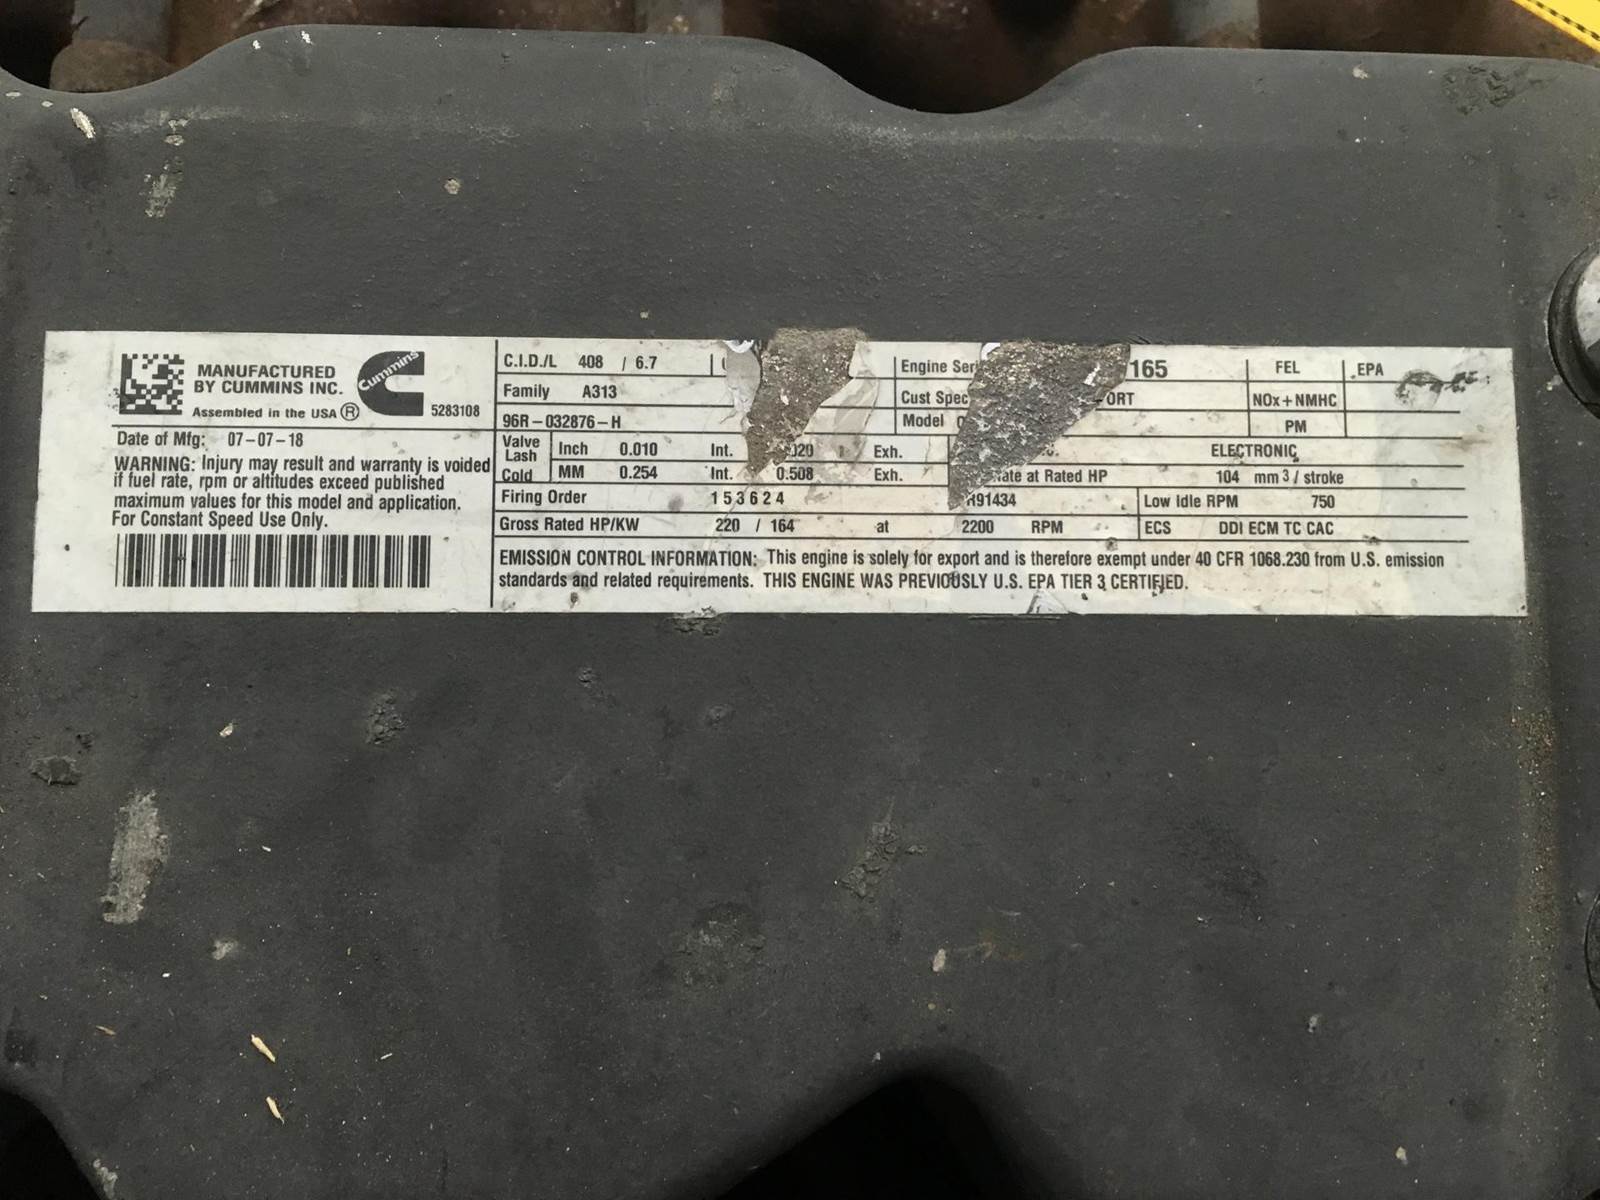 MANUFACTURED
BY CUMMINS INC.
Assembled in the USA ®
Cummins
5283108
Date of Mfg: 07-07-18
WARNING: Injury may result and warranty is voided
if fuel rate, rpm or altitudes exceed published
maximum values for this model and application.
For Constant Speed Use Only.
C.I.D./L 408 / 6.7
Family A313
96R-032876-H
Engine 165
Cust Spec
Model
FEL EPA
NOx+NMHC
PM
Valve Lash Cold
Inch 0.010 Int. Exh.
MM 0.254 Int. 0.508 Exh.
ELECTRONIC
at Rated HP 104 mm3 / stroke
Firing Order 153624 91434 Low Idle RPM 750
Gross Rated HP/KW 220 / 164 at 2200 RPM ECS DDI ECM TC CAC
EMISSION CONTROL INFORMATION: This engine is solely for export and is therefore exempt under 40 CFR 1068.230 from U.S. emission
standards and related requirements. THIS ENGINE WAS PREVIOUSLY U.S. EPA TIER 3 CERTIFIED.